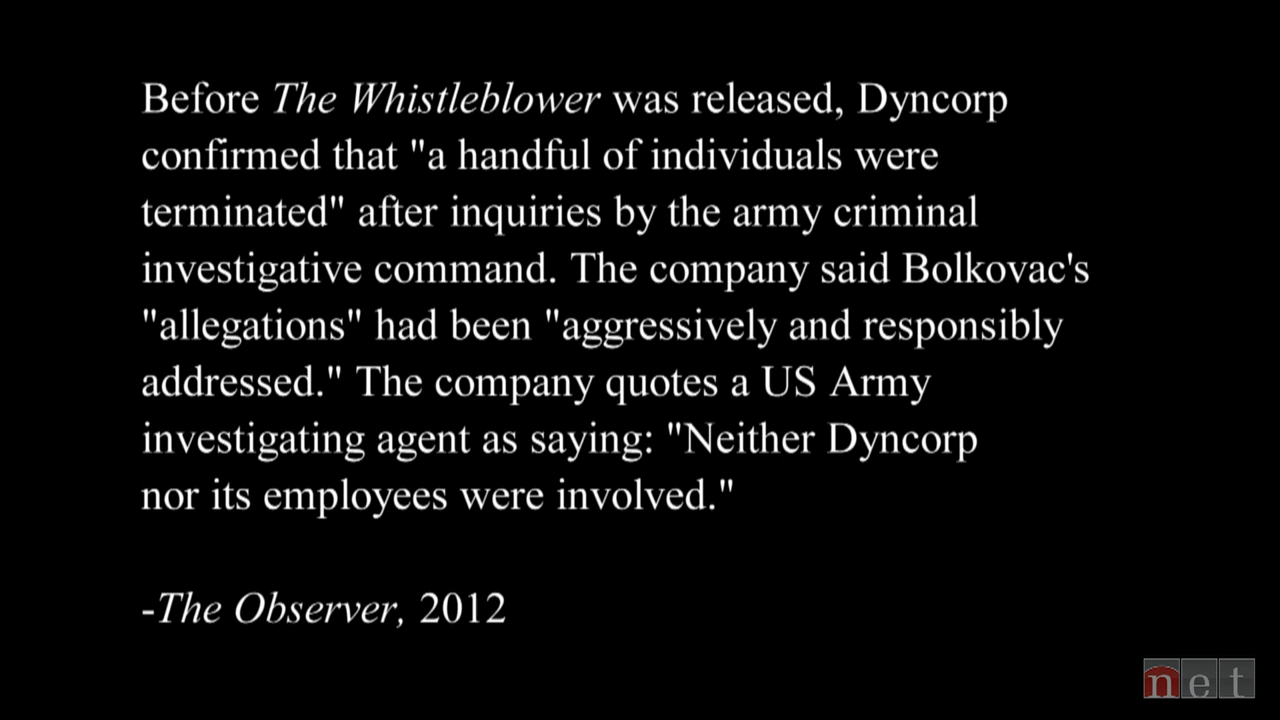 Before The Whistleblower was released, Dyncorp
confirmed that "a handful of individuals were
terminated" after inquiries by the army criminal
investigative command. The company said Bolkovac's
"allegations" had been "aggressively and responsibly
addressed." The company quotes a US Army
investigating agent as saying: "Neither Dyncorp
nor its employees were involved."
-The Observer, 2012
net